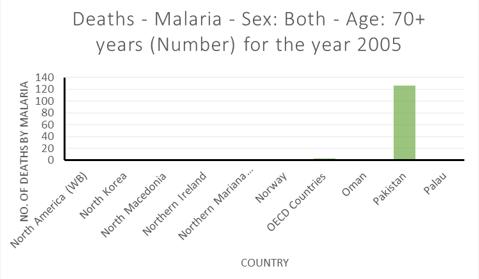 Deaths - Malaria - Sex: Both - Age: 70+
years (Number) for the year 2005
NO. OF DEATHS BY MALARIA
140
120
100
80
60
40
20
0
North America (WB)
North Korea
North Macedonia
Northern Ireland
Northern Mariana...
Norway
OECD Countries
Oman
Pakistan
Palau
COUNTRY